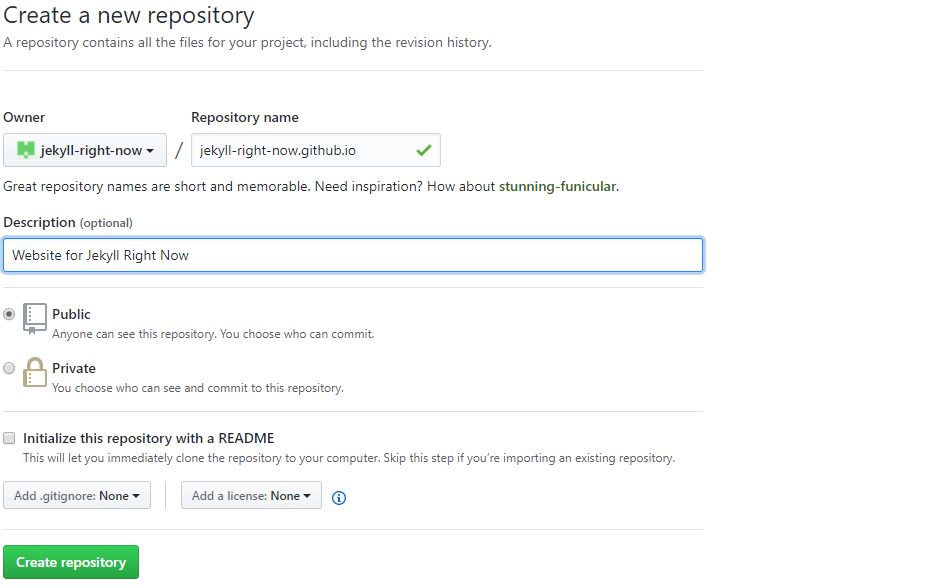 Create a new repository
A repository contains all the files for your project, including the revision history.
Owner
Repository name
jekyll-right-now
/
jekyll-right-now.github.io
Great repository names are short and memorable. Need inspiration? How about stunning-funicular.
Description (optional)
Website for Jekyll Right Now
Public
Anyone can see this repository. You choose who can commit.
Private
You choose who can see and commit to this repository.
Initialize this repository with a README
This will let you immediately clone the repository to your computer. Skip this step if you’re importing an existing repository.
Add .gitignore: None
Add a license: None
Create repository